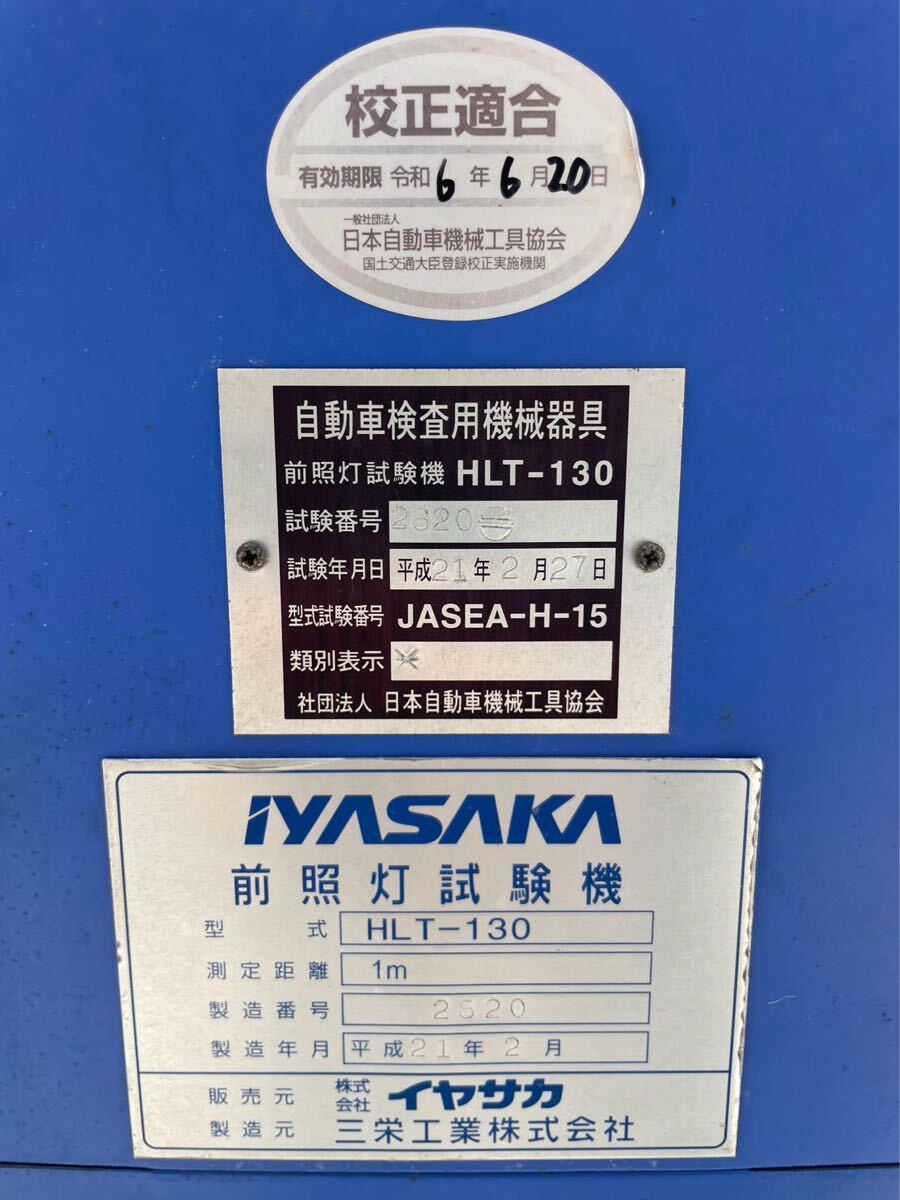 校正適合
有効期限 令和6年6月20日
一般社団法人
日本自動車機械工具協会
国土交通大臣登録校正実施機関
自動車検査用機械器具
前照灯試験機 HLT-130
試験番号 2820
試験年月日 平成21年2月27日
型式試験番号 JASEA-H-15
類別表示 ✕
社団法人 日本自動車機械工具協会
IYASAKA
前照灯試験機
型式 HLT-130
測定距離 1m
製造番号 2820
製造年月 平成21年2月
販売元 株式会社 イヤサカ
製造元 三栄工業株式会社